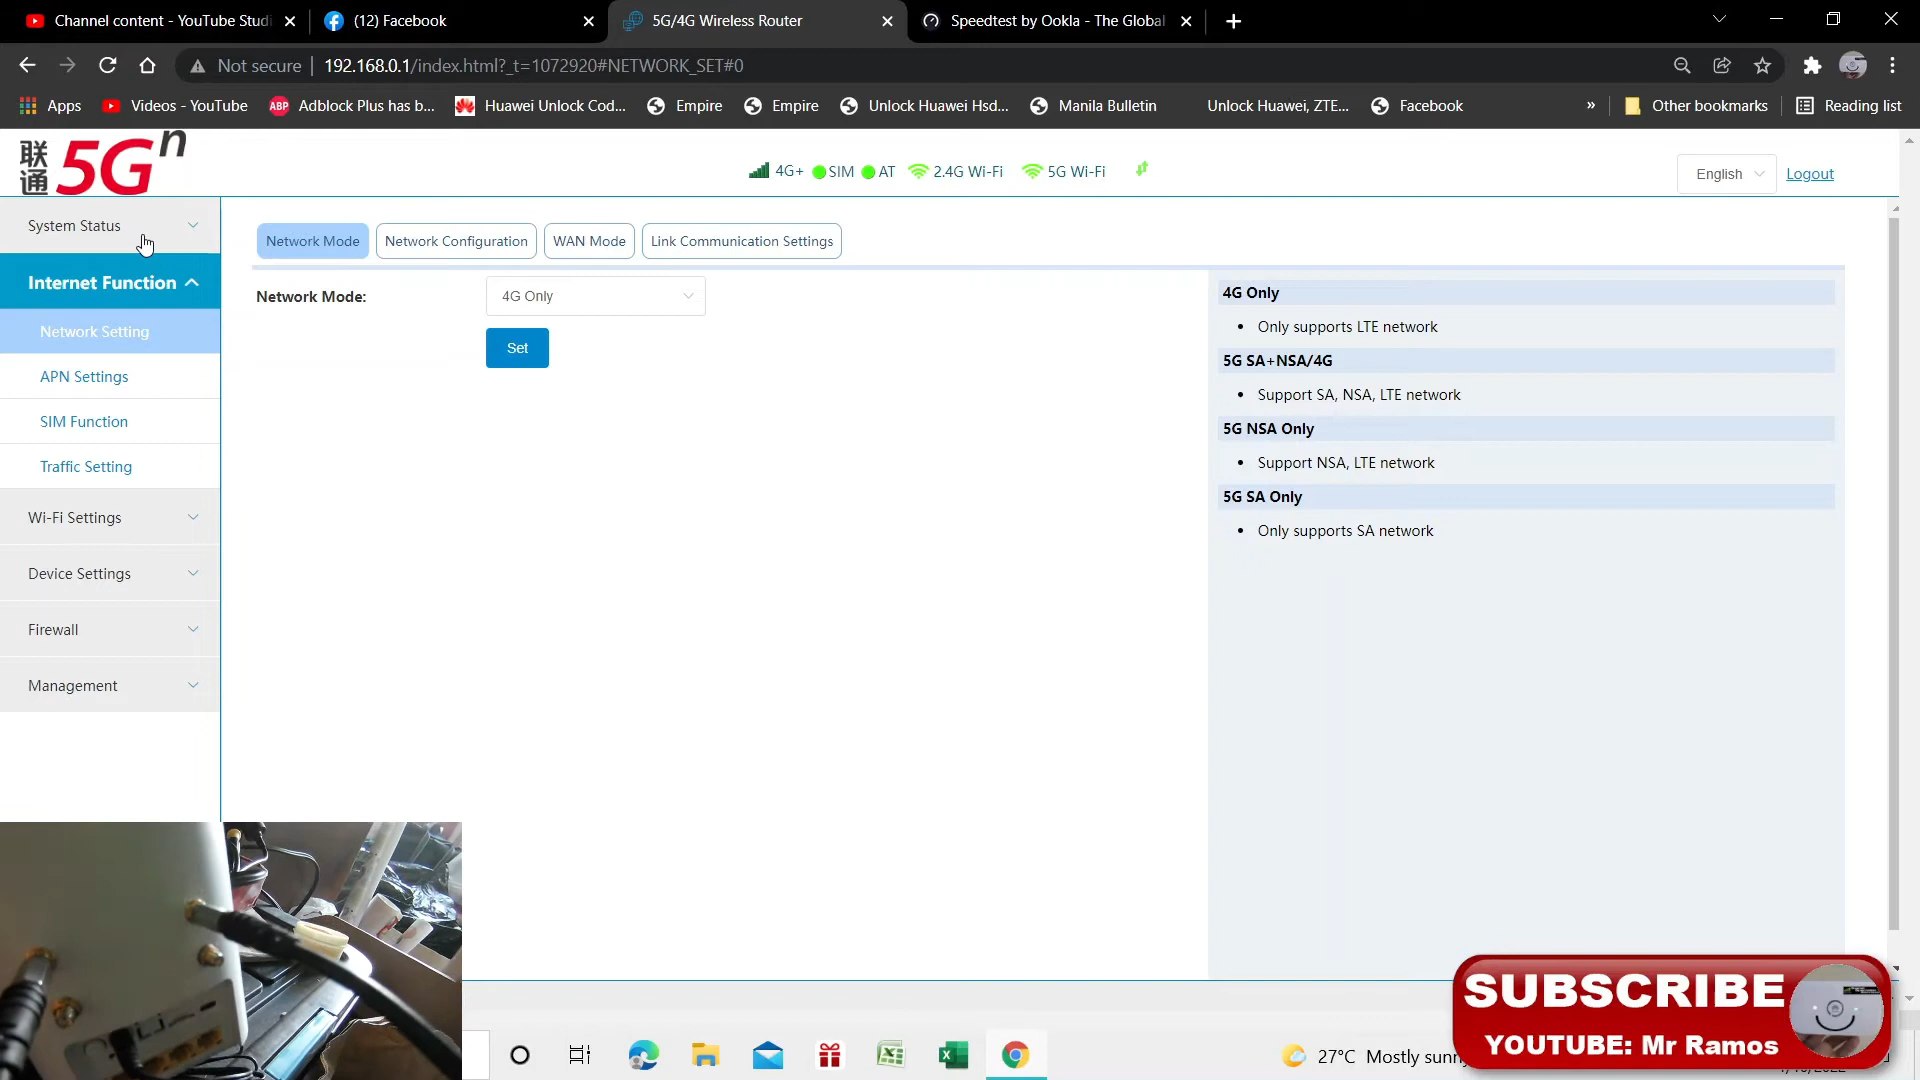 Channel content - YouTube Studi
(12) Facebook
5G/4G Wireless Router
Speedtest by Ookla - The Global
Not secure
192.168.0.1/index.html?_t=1072920#NETWORK_SET#0
Apps
Videos - YouTube
ABP
Adblock Plus has b...
Huawei Unlock Cod...
Empire
Empire
Unlock Huawei Hsd...
Manila Bulletin
Unlock Huawei, ZTE...
Facebook
»
Other bookmarks
Reading list
联通 5Gⁿ
4G+
SIM
AT
2.4G Wi-Fi
5G Wi-Fi
English
Logout
System Status
Internet Function
Network Setting
APN Settings
SIM Function
Traffic Setting
Wi-Fi Settings
Device Settings
Firewall
Management
Network Mode
Network Configuration
WAN Mode
Link Communication Settings
Network Mode:
4G Only
Set
4G Only
• Only supports LTE network
5G SA+NSA/4G
• Support SA, NSA, LTE network
5G NSA Only
• Support NSA, LTE network
5G SA Only
• Only supports SA network
SUBSCRIBE
YOUTUBE: Mr Ramos
27°C Mostly sunn